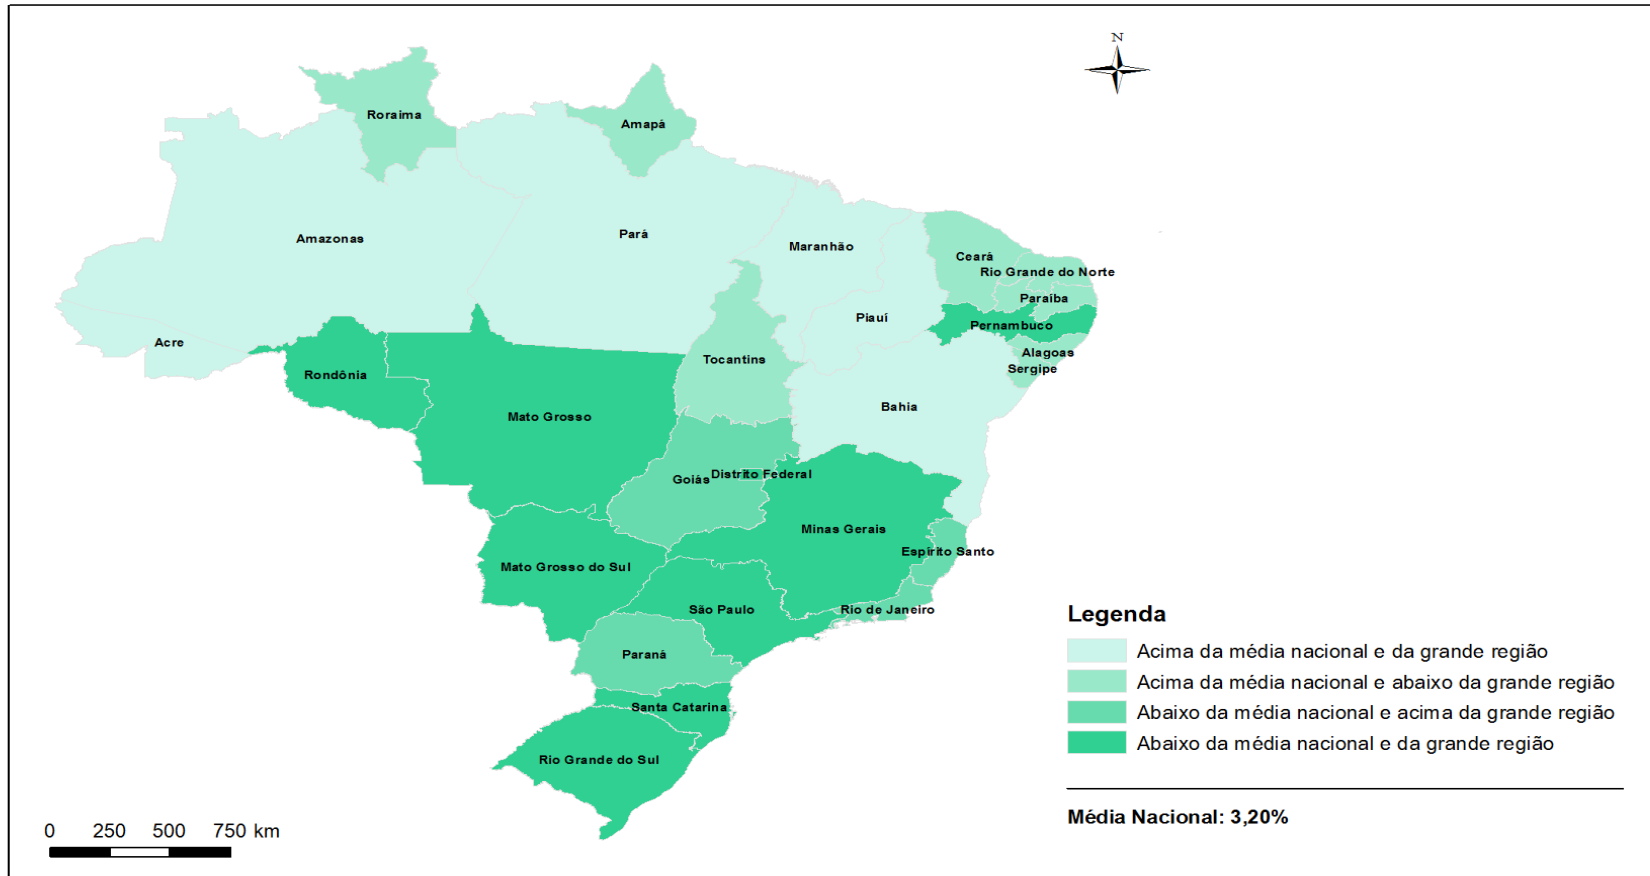 N
Roraima
Amapá
Amazonas
Pará
Maranhão
Ceará
Rio Grande do Norte
Paraíba
Piauí
Pernambuco
Acre
Alagoas
Tocantins
Sergipe
Rondônia
Bahia
Mato Grosso
Distrito Federal
Goiás
Minas Gerais
Espírito Santo
Mato Grosso do Sul
São Paulo
Rio de Janeiro
Paraná
Santa Catarina
Rio Grande do Sul
Legenda
Acima da média nacional e da grande região
Acima da média nacional e abaixo da grande região
Abaixo da média nacional e acima da grande região
Abaixo da média nacional e da grande região
Média Nacional: 3,20%
0 250 500 750 km